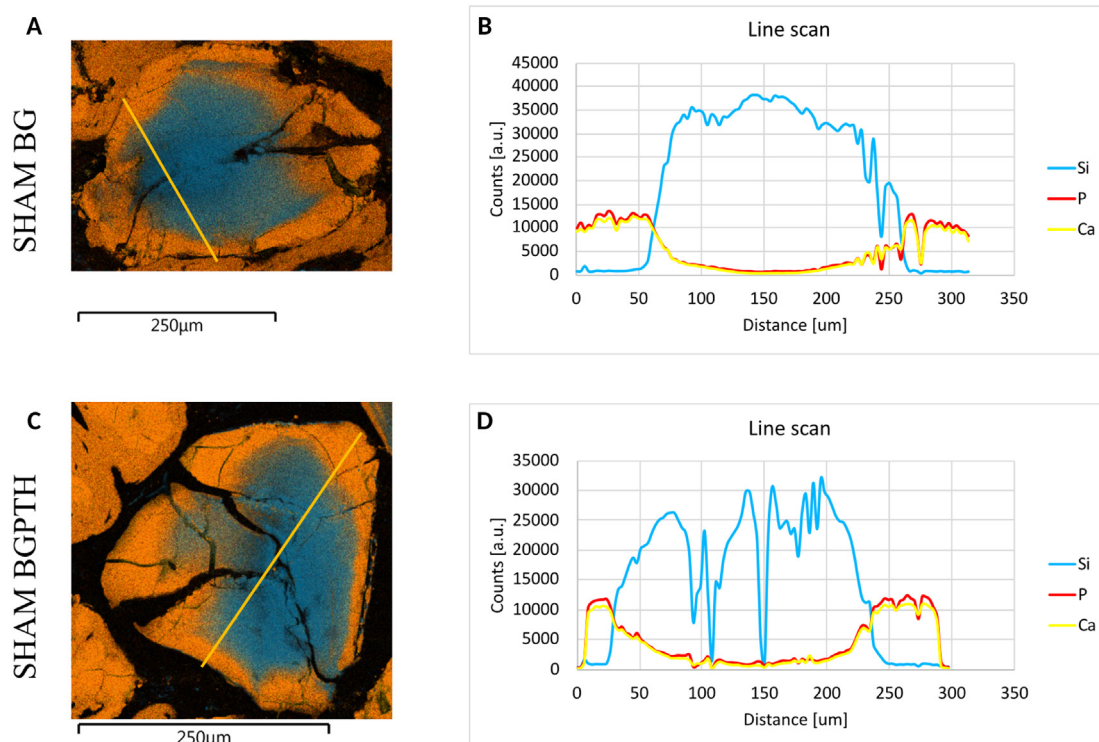 A
SHAM BG
250μm
B
Line scan
Counts [a.u.]
45000
40000
35000
30000
25000
20000
15000
10000
5000
0
0 50 100 150 200 250 300 350
Distance [um]
Si
P
Ca
C
SHAM BGPTH
250μm
D
Line scan
Counts [a.u.]
35000
30000
25000
20000
15000
10000
5000
0
0 50 100 150 200 250 300 350
Distance [um]
Si
P
Ca